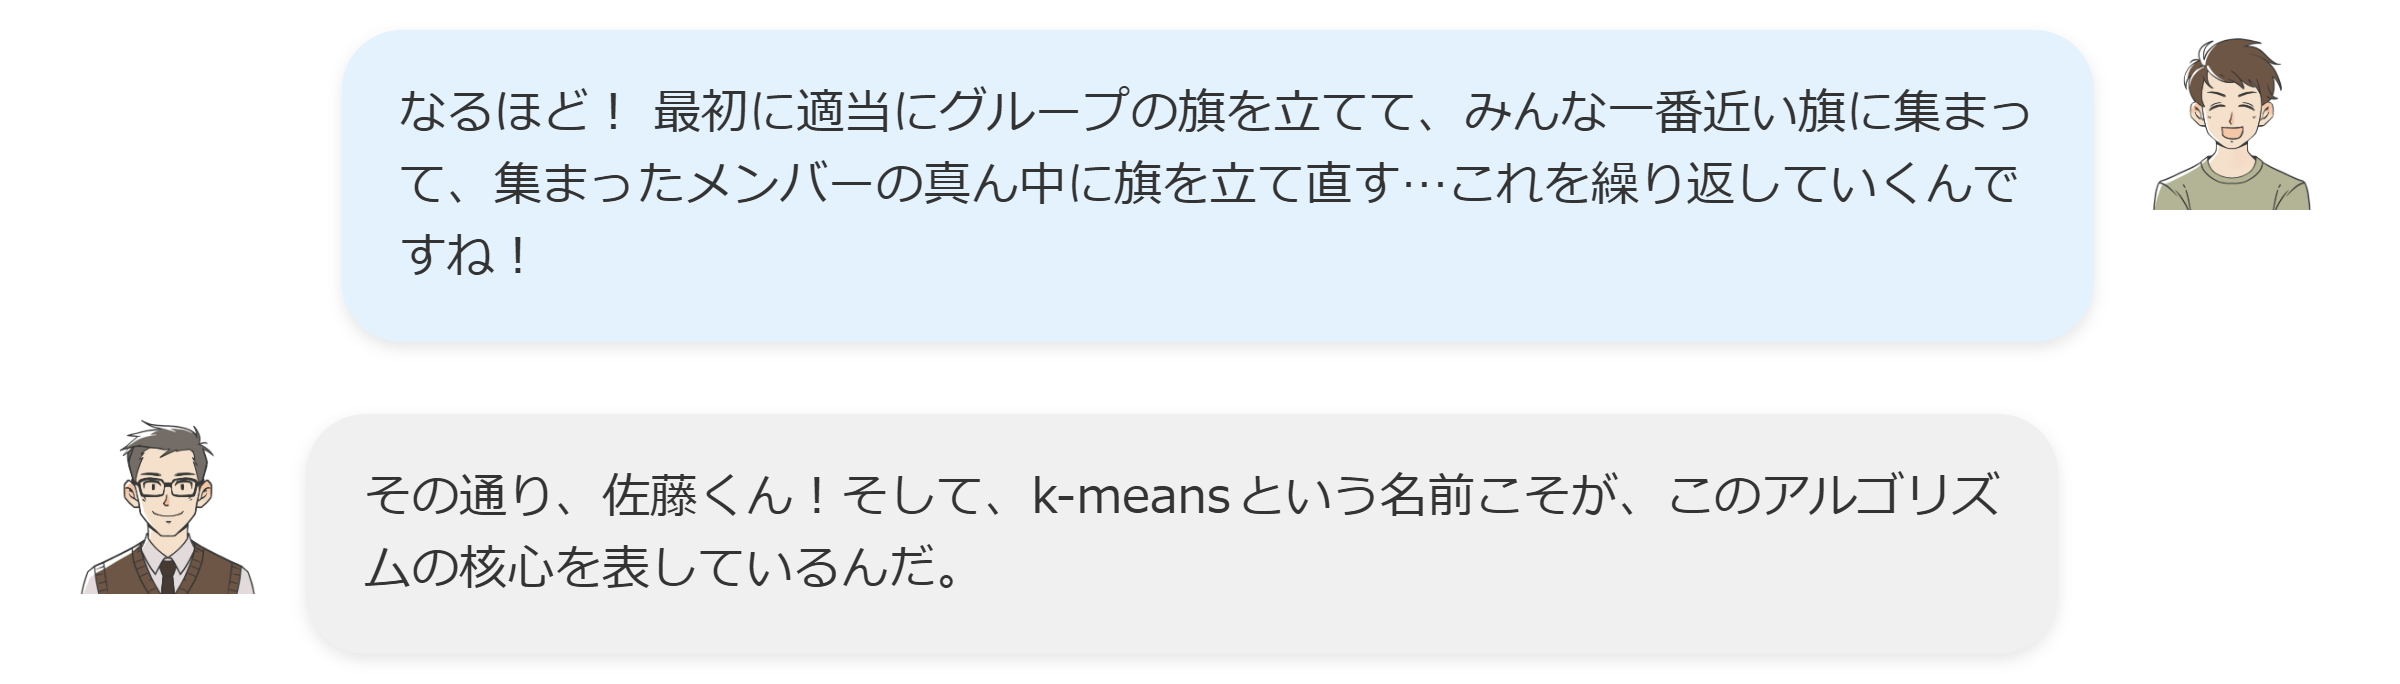 なるほど！ 最初に適当にグループの旗を立てて、みんな一番近い旗に集まっ
て、集まったメンバーの真ん中に旗を立て直す…これを繰り返していくんで
すね！
その通り、佐藤くん！そして、k-meansという名前こそが、このアルゴリズ
ムの核心を表しているんだ。